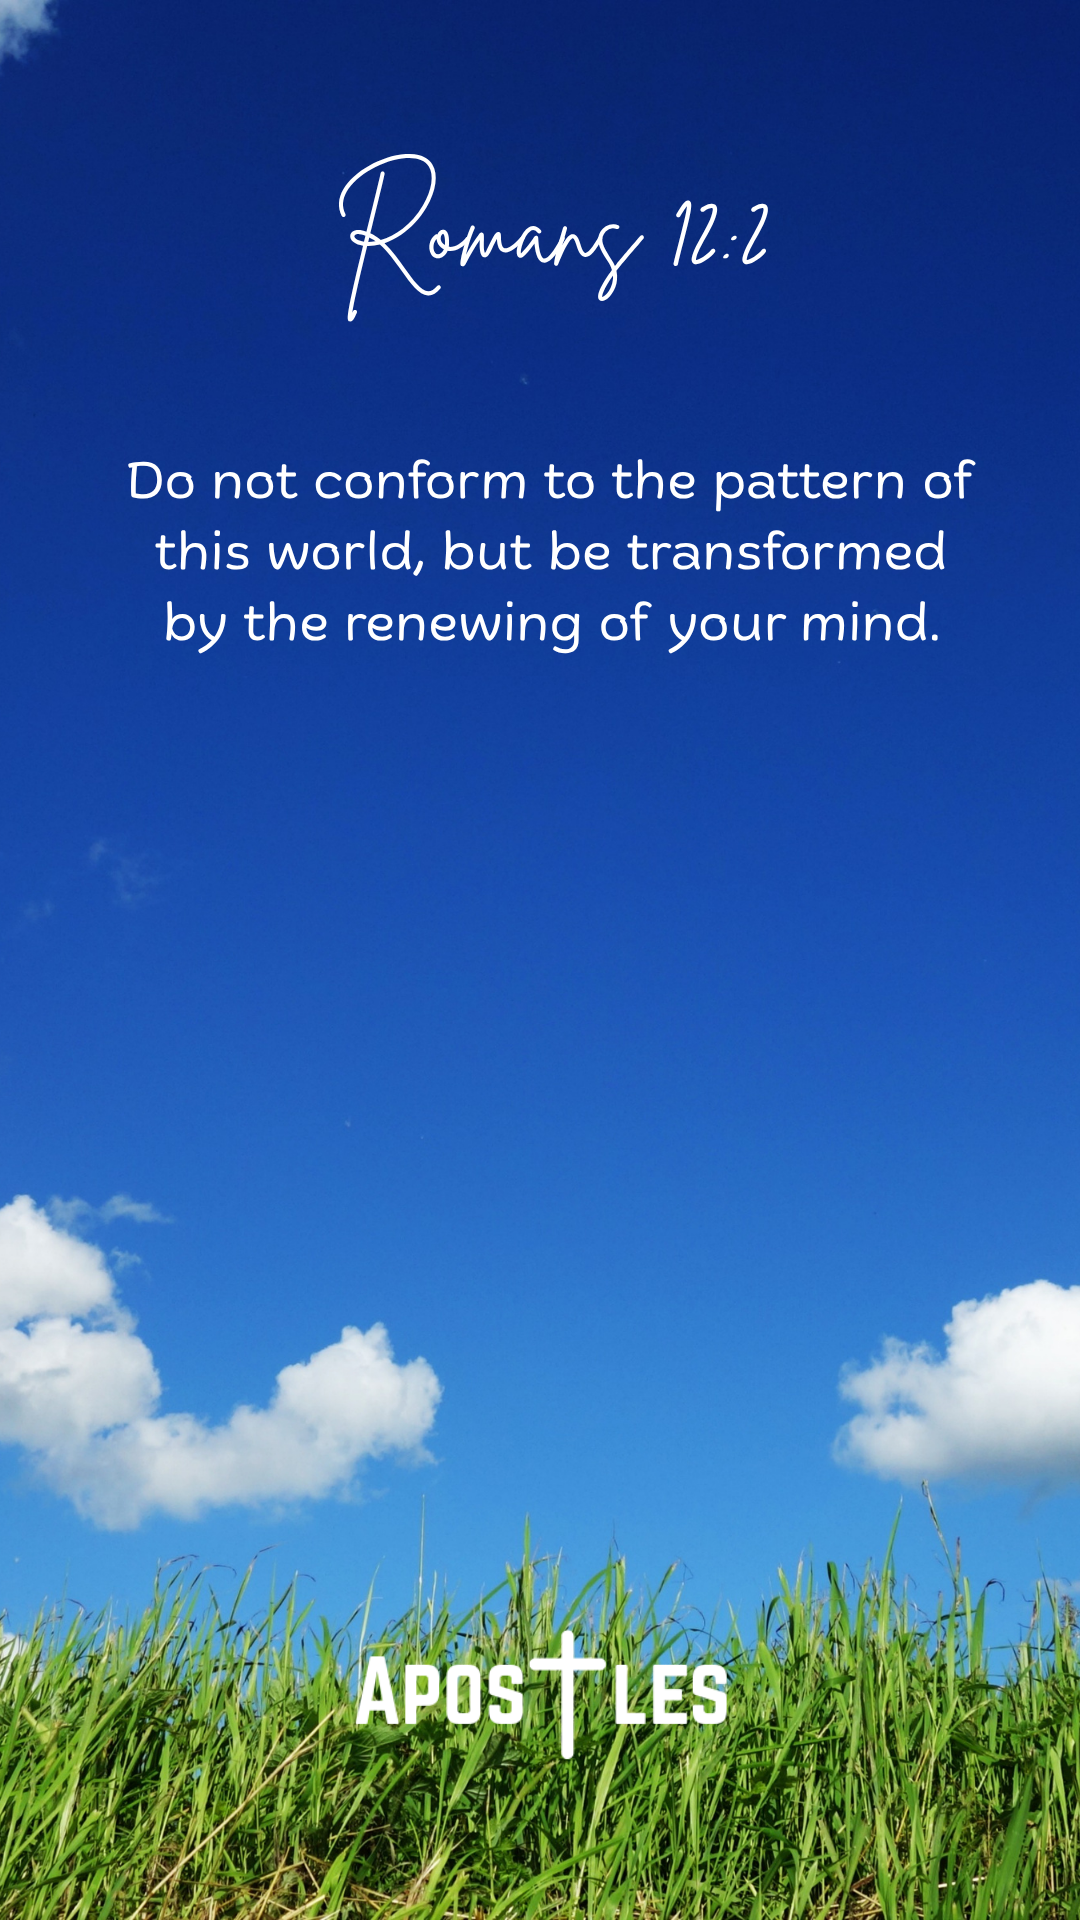 Romans 12:2
Do not conform to the pattern of
this world, but be transformed
by the renewing of your mind.
APOSTLES